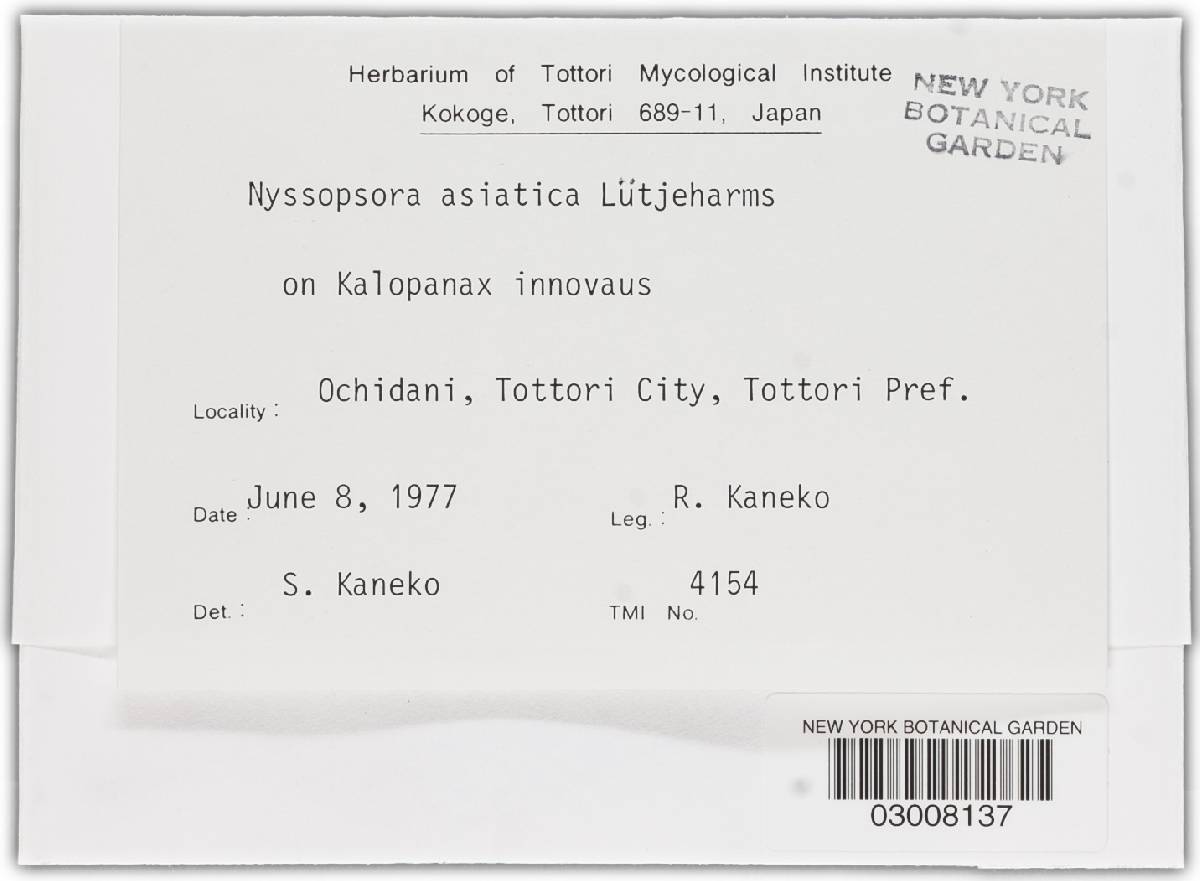 Herbarium of Tottori Mycological Institute
Kokoge, Tottori 689-11, Japan
NEW YORK
BOTANICAL
GARDEN
Nyssopsora asiatica Lütjeharms
on Kalopanax innovaus
Locality : Ochidani, Tottori City, Tottori Pref.
Date : June 8, 1977 Leg. : R. Kaneko
Det. : S. Kaneko TMI No. 4154
NEW YORK BOTANICAL GARDEN
03008137